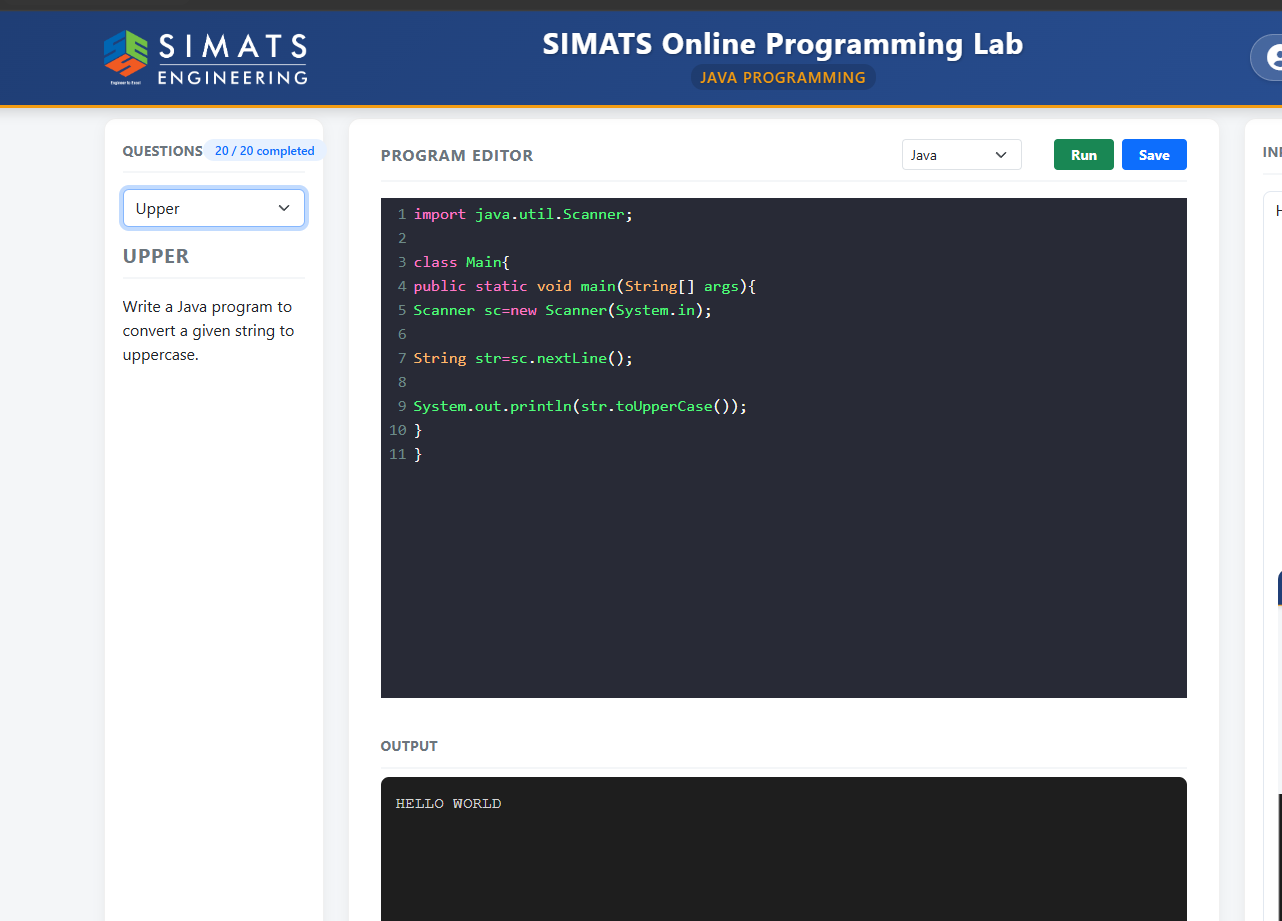 SIMATS
ENGINEERING
Engineer to Excel
SIMATS Online Programming Lab
JAVA PROGRAMMING
QUESTIONS
20 / 20 completed
Upper
UPPER
Write a Java program to
convert a given string to
uppercase.
PROGRAM EDITOR
Java
Run
Save
1 import java.util.Scanner;
2
3 class Main{
4 public static void main(String[] args){
5 Scanner sc=new Scanner(System.in);
6
7 String str=sc.nextLine();
8
9 System.out.println(str.toUpperCase());
10 }
11 }
OUTPUT
HELLO WORLD